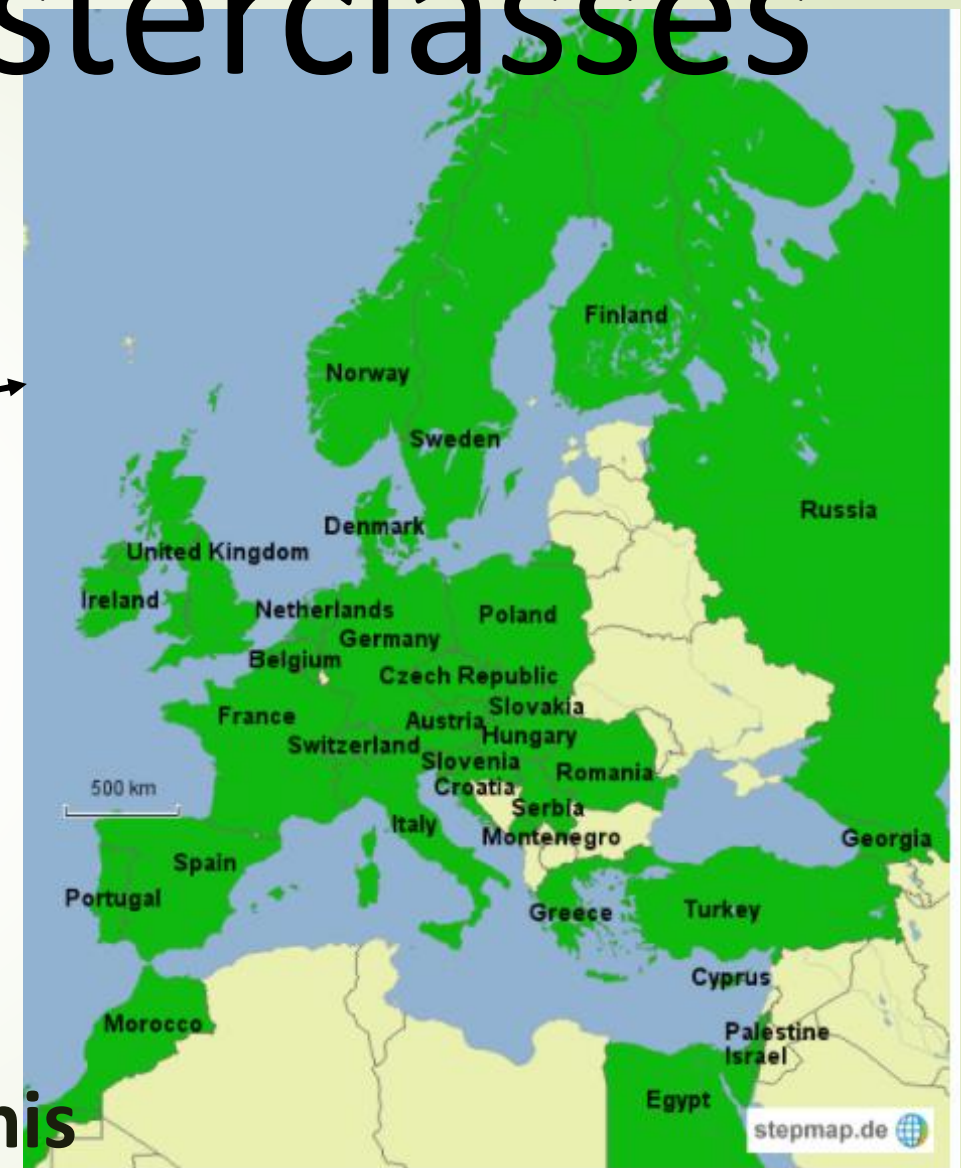 sterclasses
Finland
Norway
Sweden
Russia
Denmark
United Kingdom
Ireland
Netherlands
Poland
Germany
Belgium
Czech Republic
Slovakia
France
Austria
Hungary
Switzerland
Slovenia
Romania
500 km
Croatia
Serbia
Italy
Montenegro
Georgia
Spain
Portugal
Greece
Turkey
Cyprus
Morocco
Palestine
Israel
Egypt
his
stepmap.de